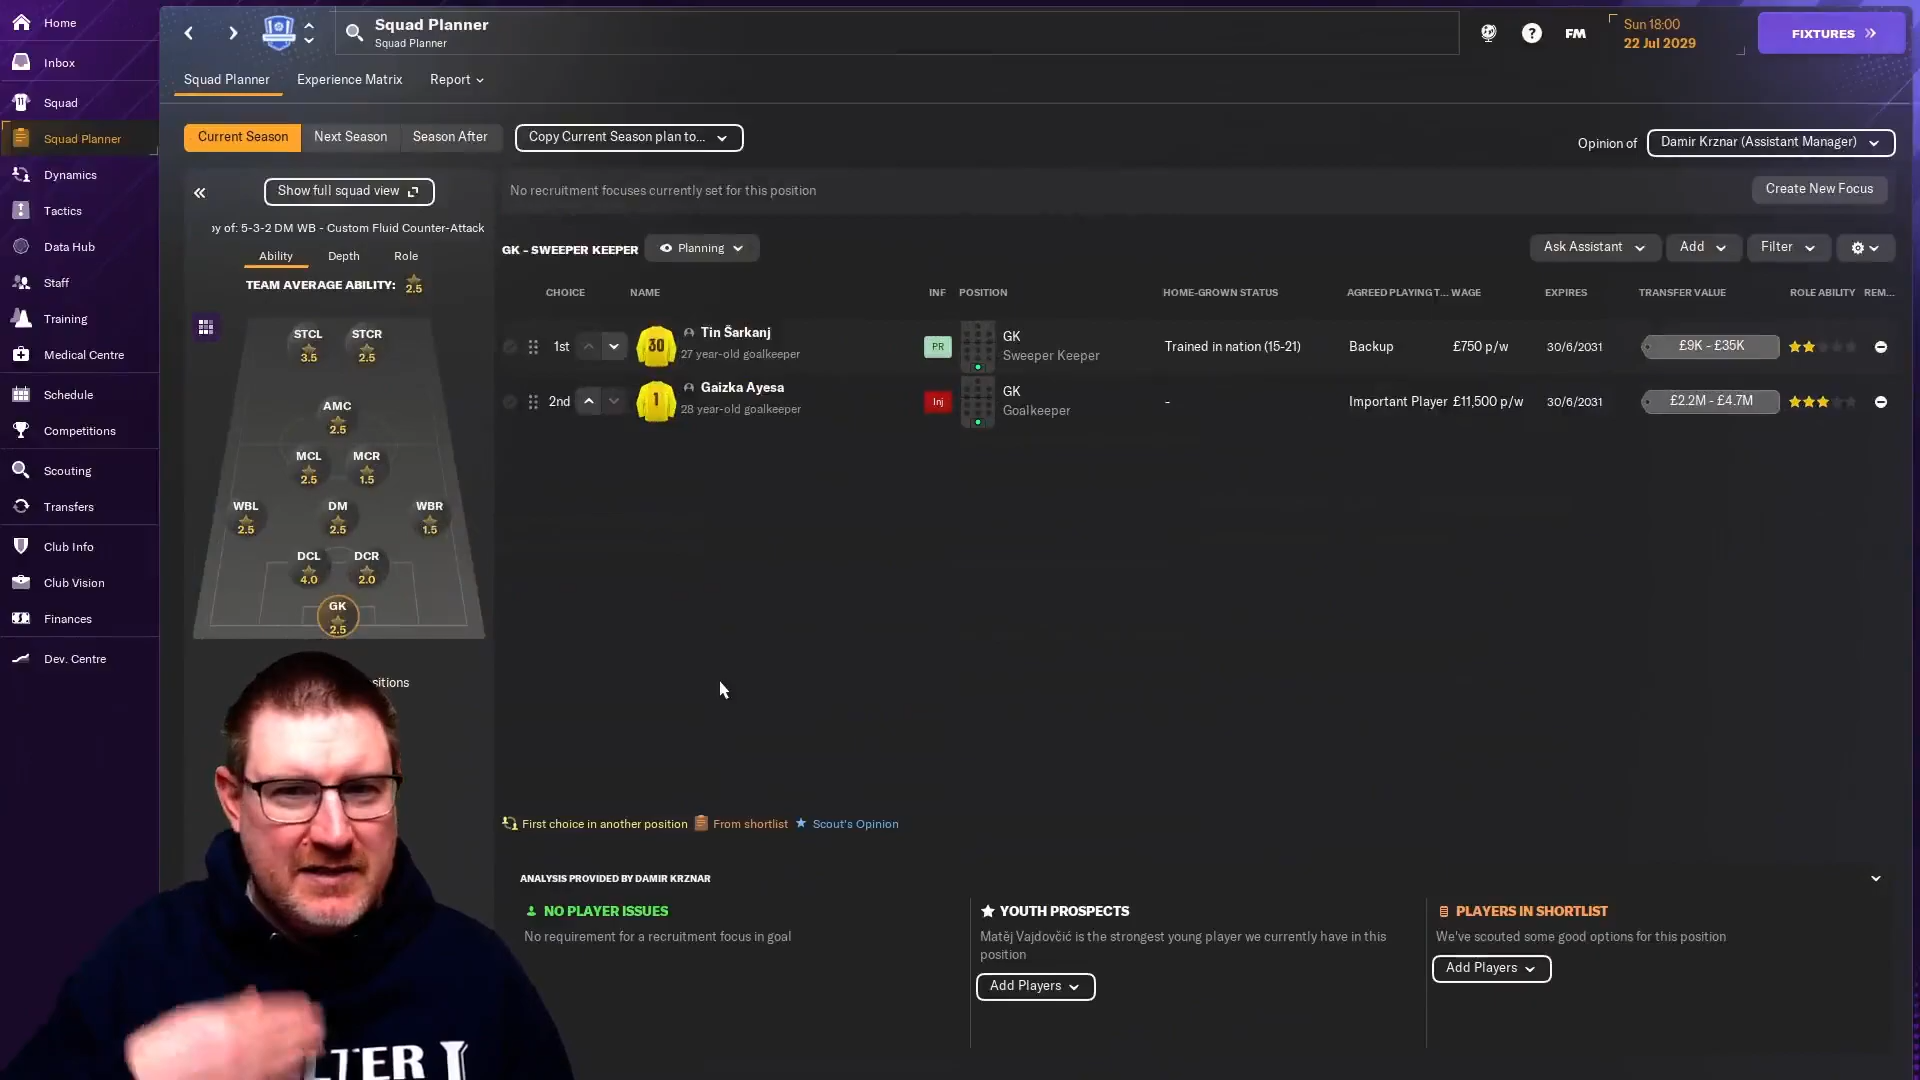 Home
Inbox
Squad
Squad Planner
Dynamics
Tactics
Data Hub
Staff
Training
Medical Centre
Schedule
Competitions
Scouting
Transfers
Club Info
Club Vision
Finances
Dev. Centre
Squad Planner
Squad Planner
FM
Sun 18:00
22 Jul 2029
FIXTURES
Squad Planner Experience Matrix Report
Current Season Next Season Season After Copy Current Season plan to...
Opinion of Damir Krznar (Assistant Manager)
Show full squad view
No recruitment focuses currently set for this position
Create New Focus
y of: 5-3-2 DM WB - Custom Fluid Counter-Attack
Ability Depth Role
TEAM AVERAGE ABILITY: 2.5
STCL STCR
3.5 2.5
AMC
2.5
MCL MCR
2.5 1.5
WBL DM WBR
2.5 2.5 1.5
DCL DCR
4.0 2.0
GK
2.5
sitions
GK - SWEEPER KEEPER Planning
Ask Assistant Add Filter
CHOICE NAME INF POSITION HOME-GROWN STATUS AGREED PLAYING T... WAGE EXPIRES TRANSFER VALUE ROLE ABILITY REM...
1st 30 Tin Šarkanj PR GK Trained in nation (15-21) Backup £750 p/w 30/6/2031 £9K - £35K
27 year-old goalkeeper Sweeper Keeper
2nd 1 Gaizka Ayesa Inj GK - Important Player £11,500 p/w 30/6/2031 £2.2M - £4.7M
28 year-old goalkeeper Goalkeeper
First choice in another position From shortlist Scout's Opinion
ANALYSIS PROVIDED BY DAMIR KRZNAR
NO PLAYER ISSUES
No requirement for a recruitment focus in goal
YOUTH PROSPECTS
Matěj Vajdovčić is the strongest young player we currently have in this
position
Add Players
PLAYERS IN SHORTLIST
We've scouted some good options for this position
Add Players